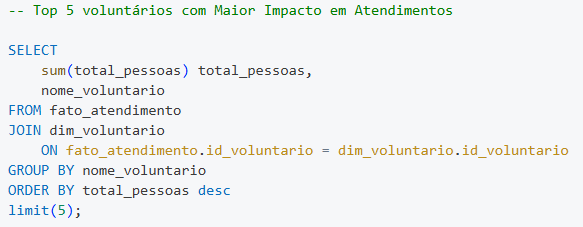 -- Top 5 voluntários com Maior Impacto em Atendimentos
SELECT
sum(total_pessoas) total_pessoas,
nome_voluntario
FROM fato_atendimento
JOIN dim_voluntario
ON fato_atendimento.id_voluntario = dim_voluntario.id_voluntario
GROUP BY nome_voluntario
ORDER BY total_pessoas desc
limit(5);